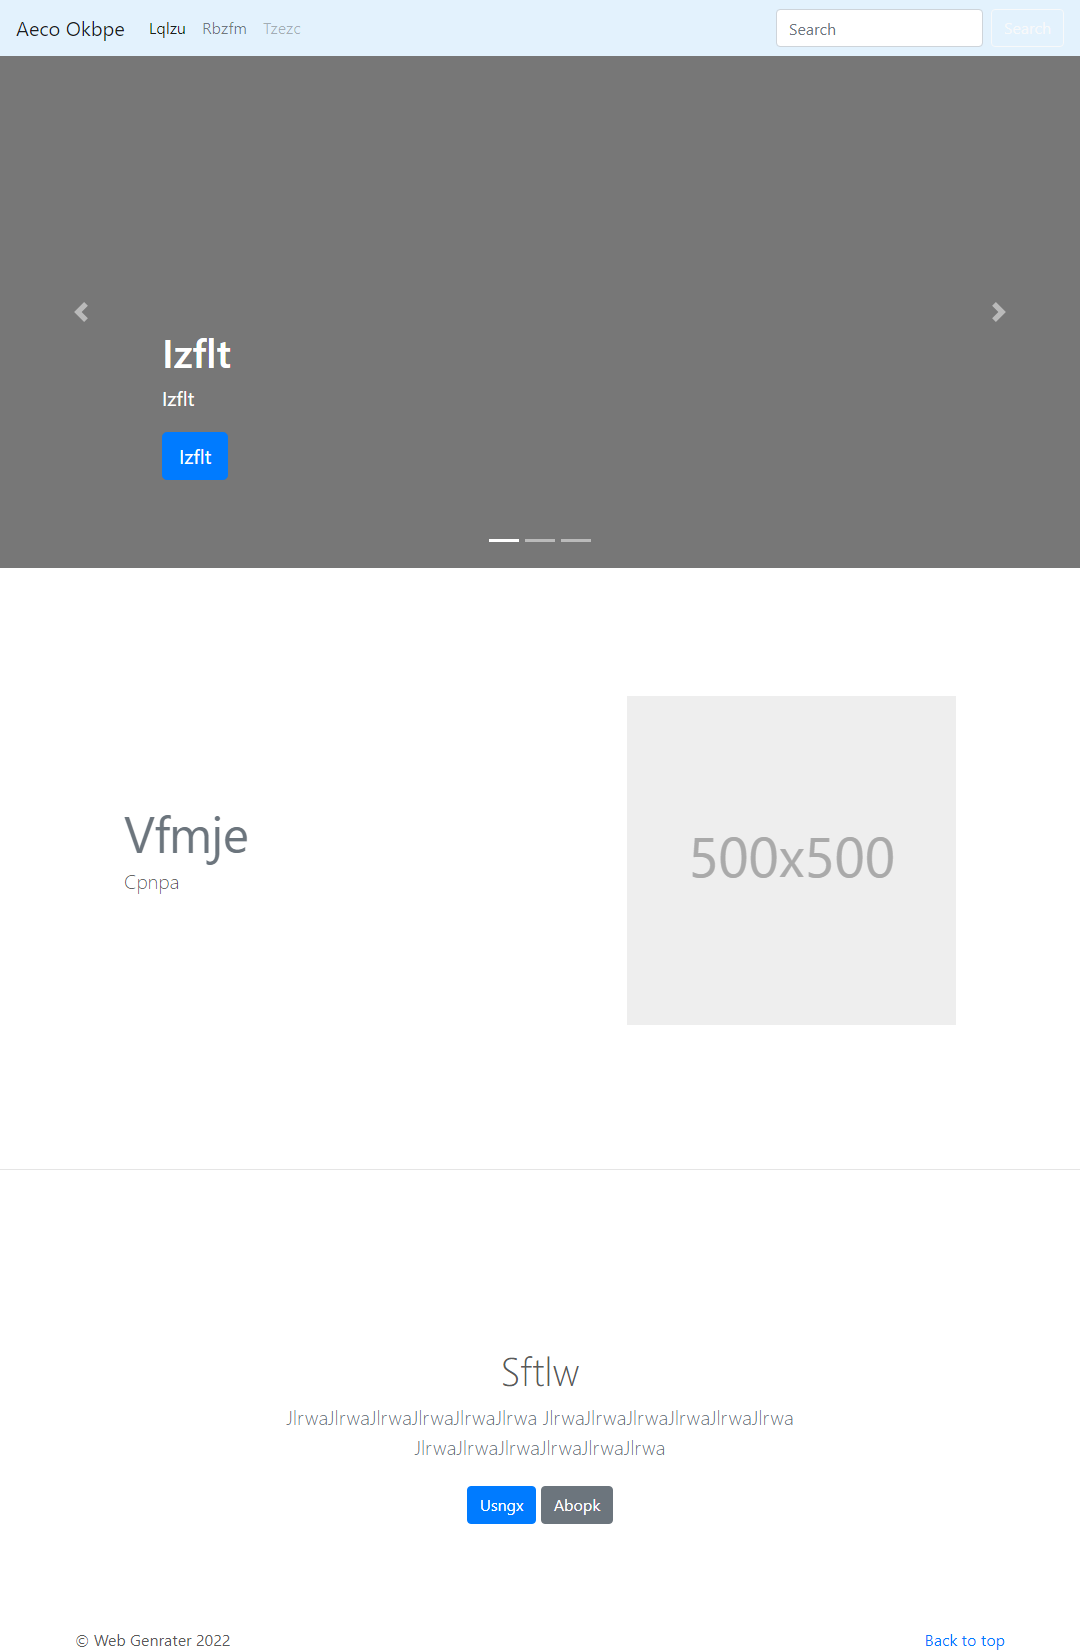 Aeco Okbpe Lqlzu Rbzfm Tzezc Search Search
Izflt
Izflt
Izflt
Vfmje
Cpnpa
500x500
Sftlw
JlrwaJlrwaJlrwaJlrwaJlrwaJlrwa JlrwaJlrwaJlrwaJlrwaJlrwaJlrwa
JlrwaJlrwaJlrwaJlrwaJlrwaJlrwa
Usngx Abopk
© Web Genrater 2022 Back to top